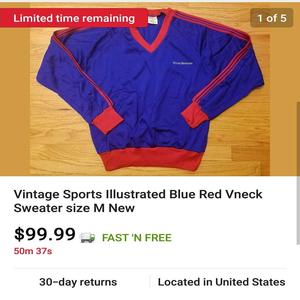 Limited time remaining
1 of 5
Vintage Sports Illustrated Blue Red Vneck
Sweater size M New
$99.99
FAST 'N FREE
50m 37s
30-day returns
Located in United States